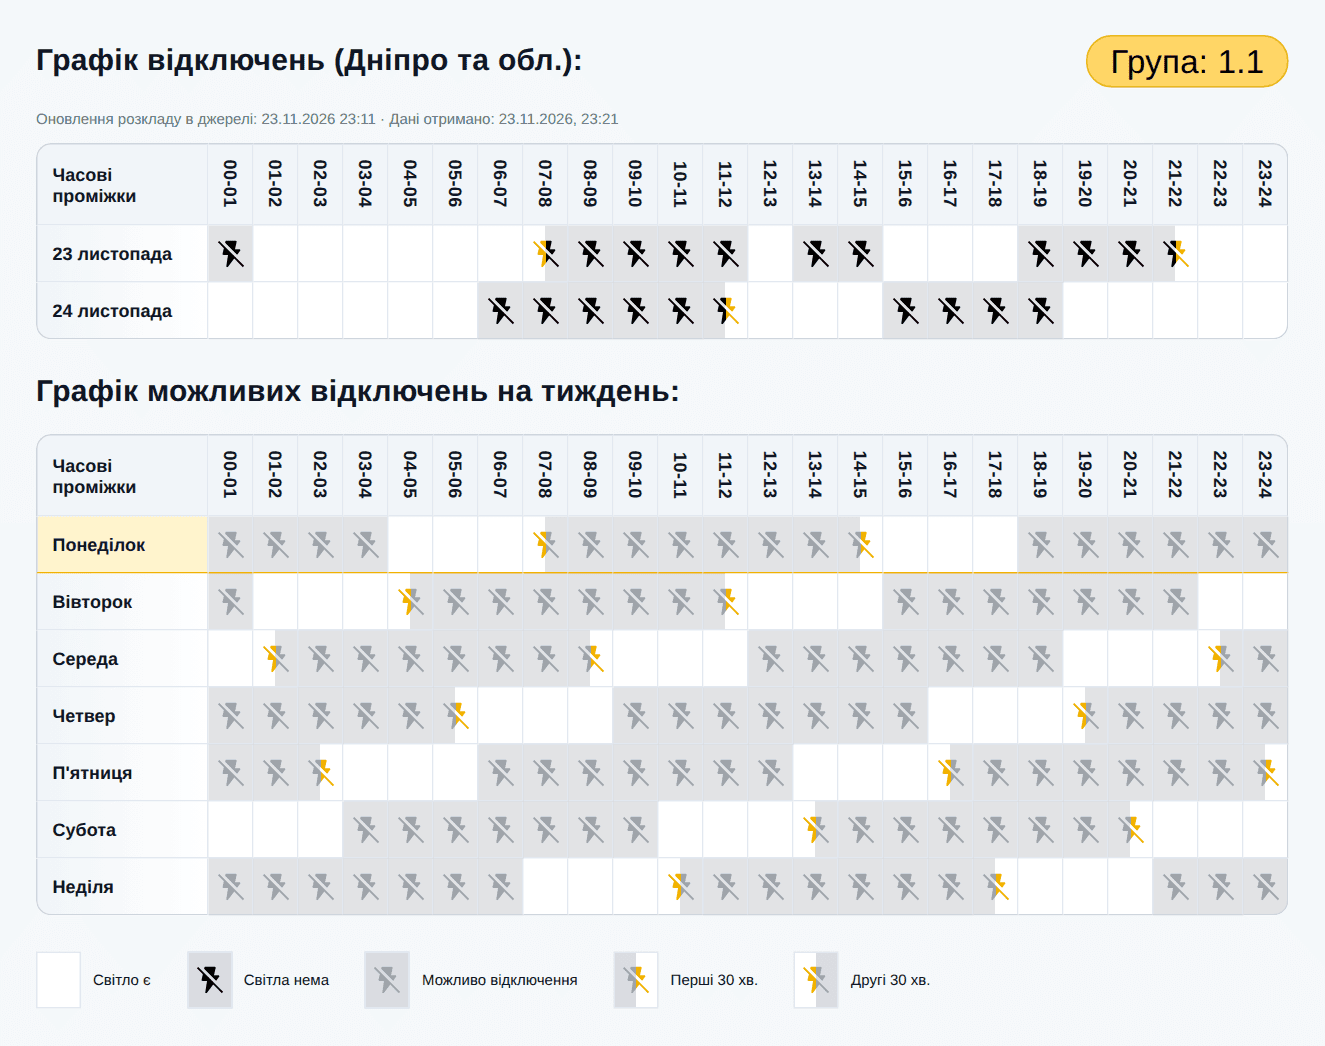 Графік відключень (Дніпро та обл.):
Група: 1.1
Оновлення розкладу в джерелі: 23.11.2026 23:11 · Дані отримано: 23.11.2026, 23:21
Часові проміжки 00-01 01-02 02-03 03-04 04-05 05-06 06-07 07-08 08-09 09-10 10-11 11-12 12-13 13-14 14-15 15-16 16-17 17-18 18-19 19-20 20-21 21-22 22-23 23-24
23 листопада
24 листопада
Графік можливих відключень на тиждень:
Часові проміжки 00-01 01-02 02-03 03-04 04-05 05-06 06-07 07-08 08-09 09-10 10-11 11-12 12-13 13-14 14-15 15-16 16-17 17-18 18-19 19-20 20-21 21-22 22-23 23-24
Понеділок
Вівторок
Середа
Четвер
П'ятниця
Субота
Неділя
Світло є Світла нема Можливо відключення Перші 30 хв. Другі 30 хв.